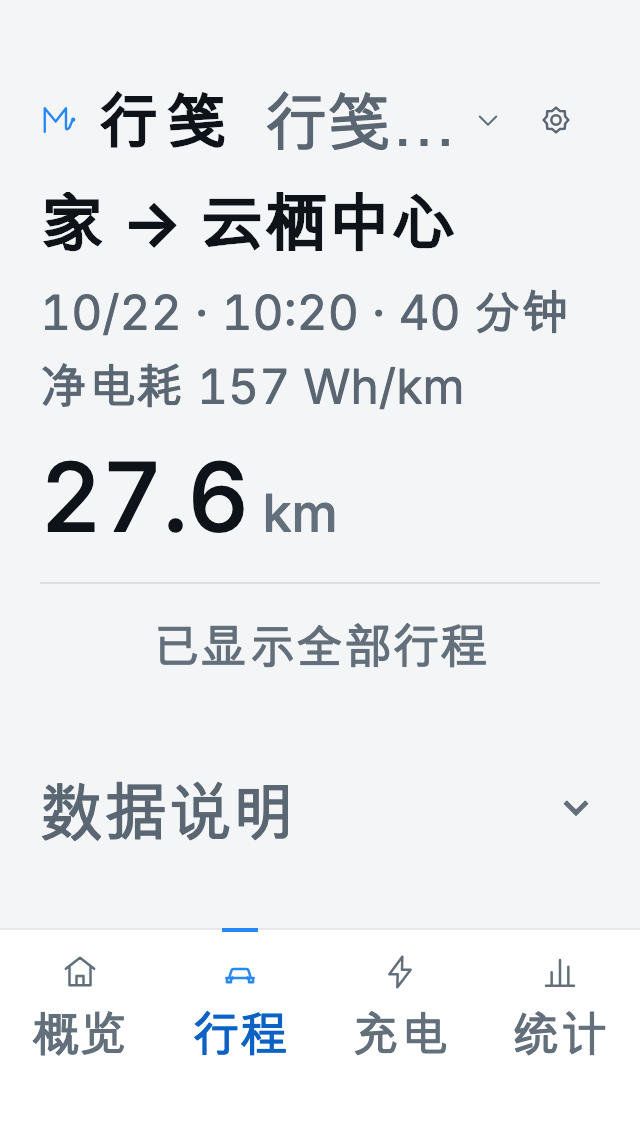 行笺 行笺...
家 → 云栖中心
10/22 · 10:20 · 40 分钟
净电耗 157 Wh/km
27.6 km
已显示全部行程
数据说明
概览 行程 充电 统计